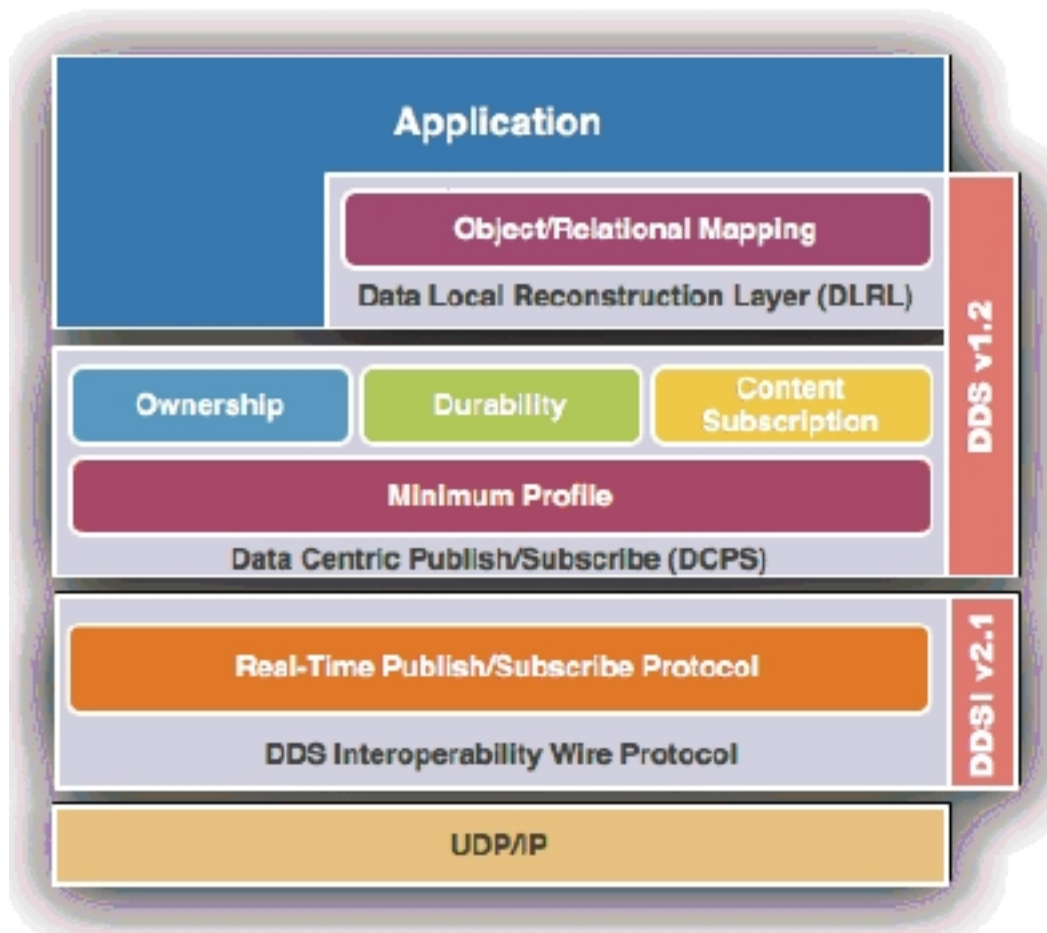 Application
Object/Relational Mapping
Data Local Reconstruction Layer (DLRL)
DDS v1.2
Ownership
Durability
Content
Subscription
Minimum Profile
Data Centric Publish/Subscribe (DCPS)
Real-Time Publish/Subscribe Protocol
DDS Interoperability Wire Protocol
DDSI v2.1
UDP/IP